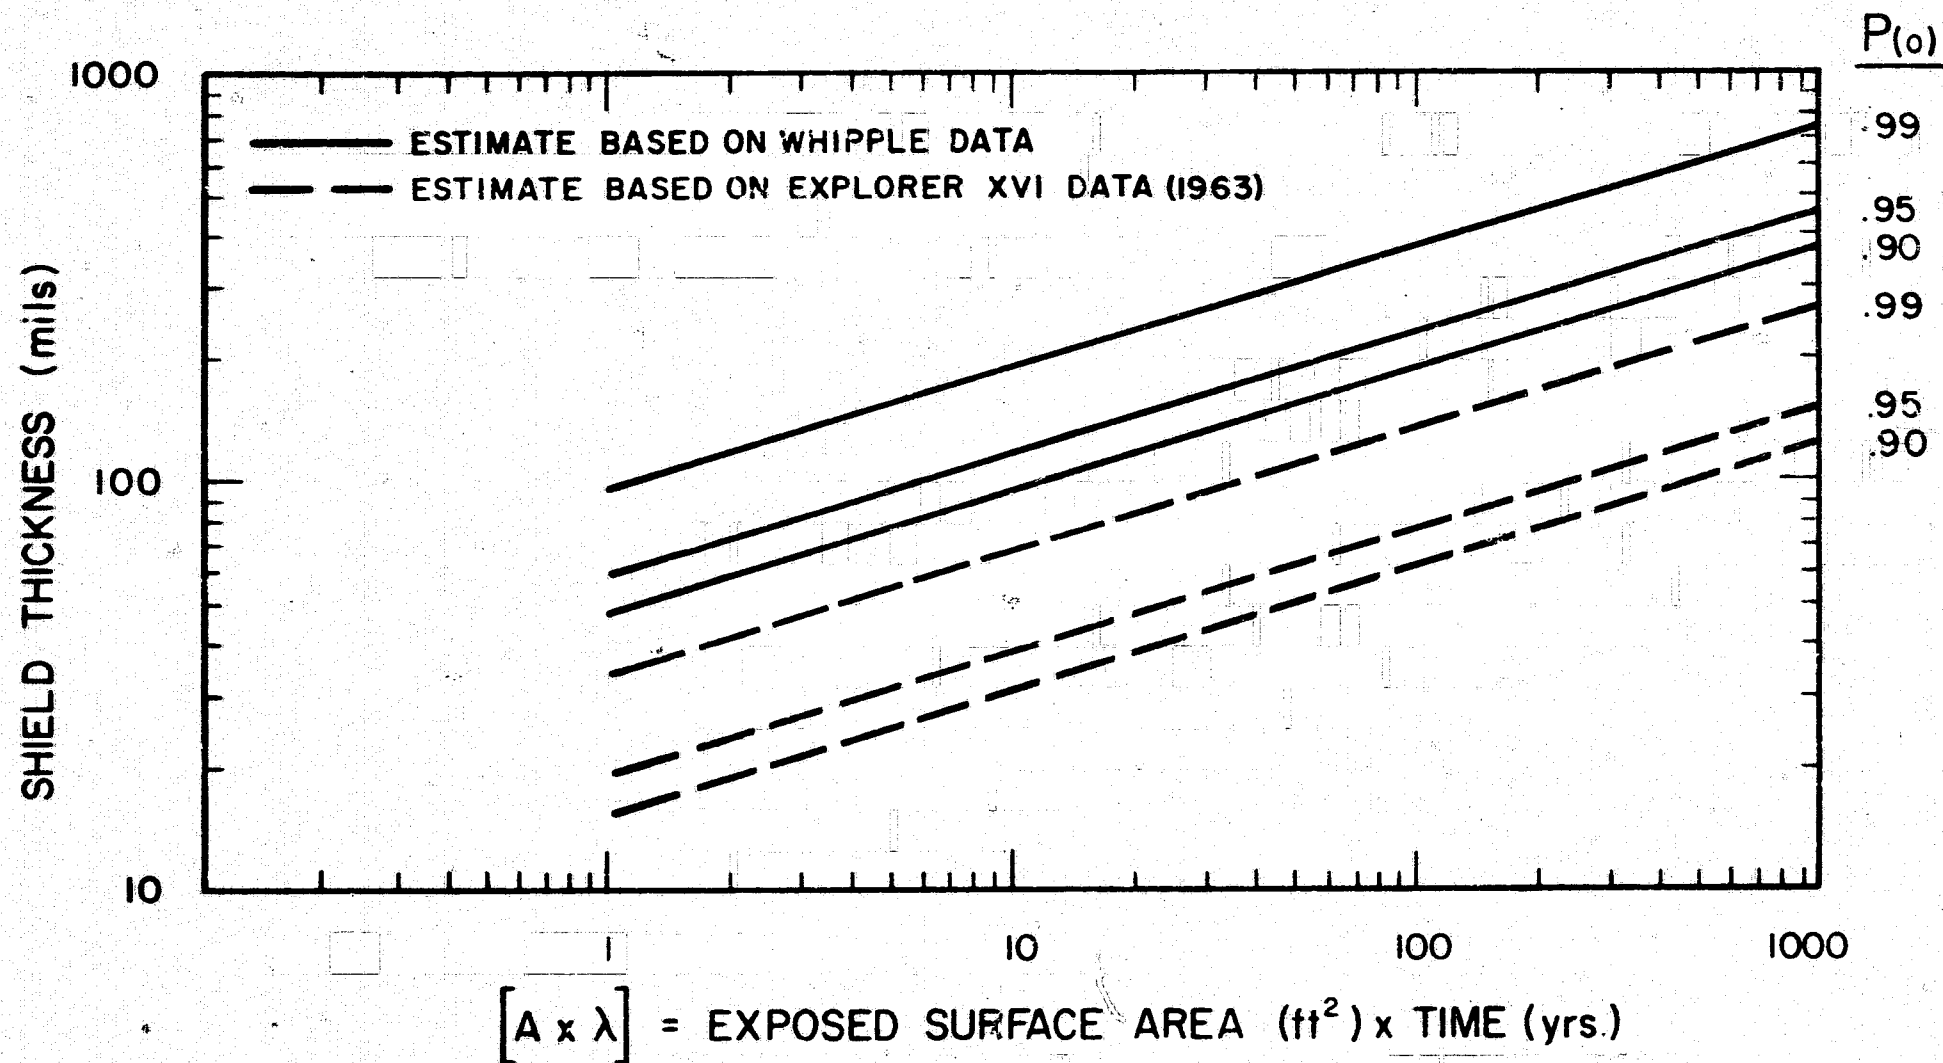 P(o)
1000
ESTIMATE BASED ON WHIPPLE DATA
ESTIMATE BASED ON EXPLORER XVI DATA (1963)
.99
.95
.90
.99
.95
.90
SHIELD THICKNESS (mils)
100
10
1 10 100 1000
[A x λ] = EXPOSED SURFACE AREA (ft²) x TIME (yrs.)